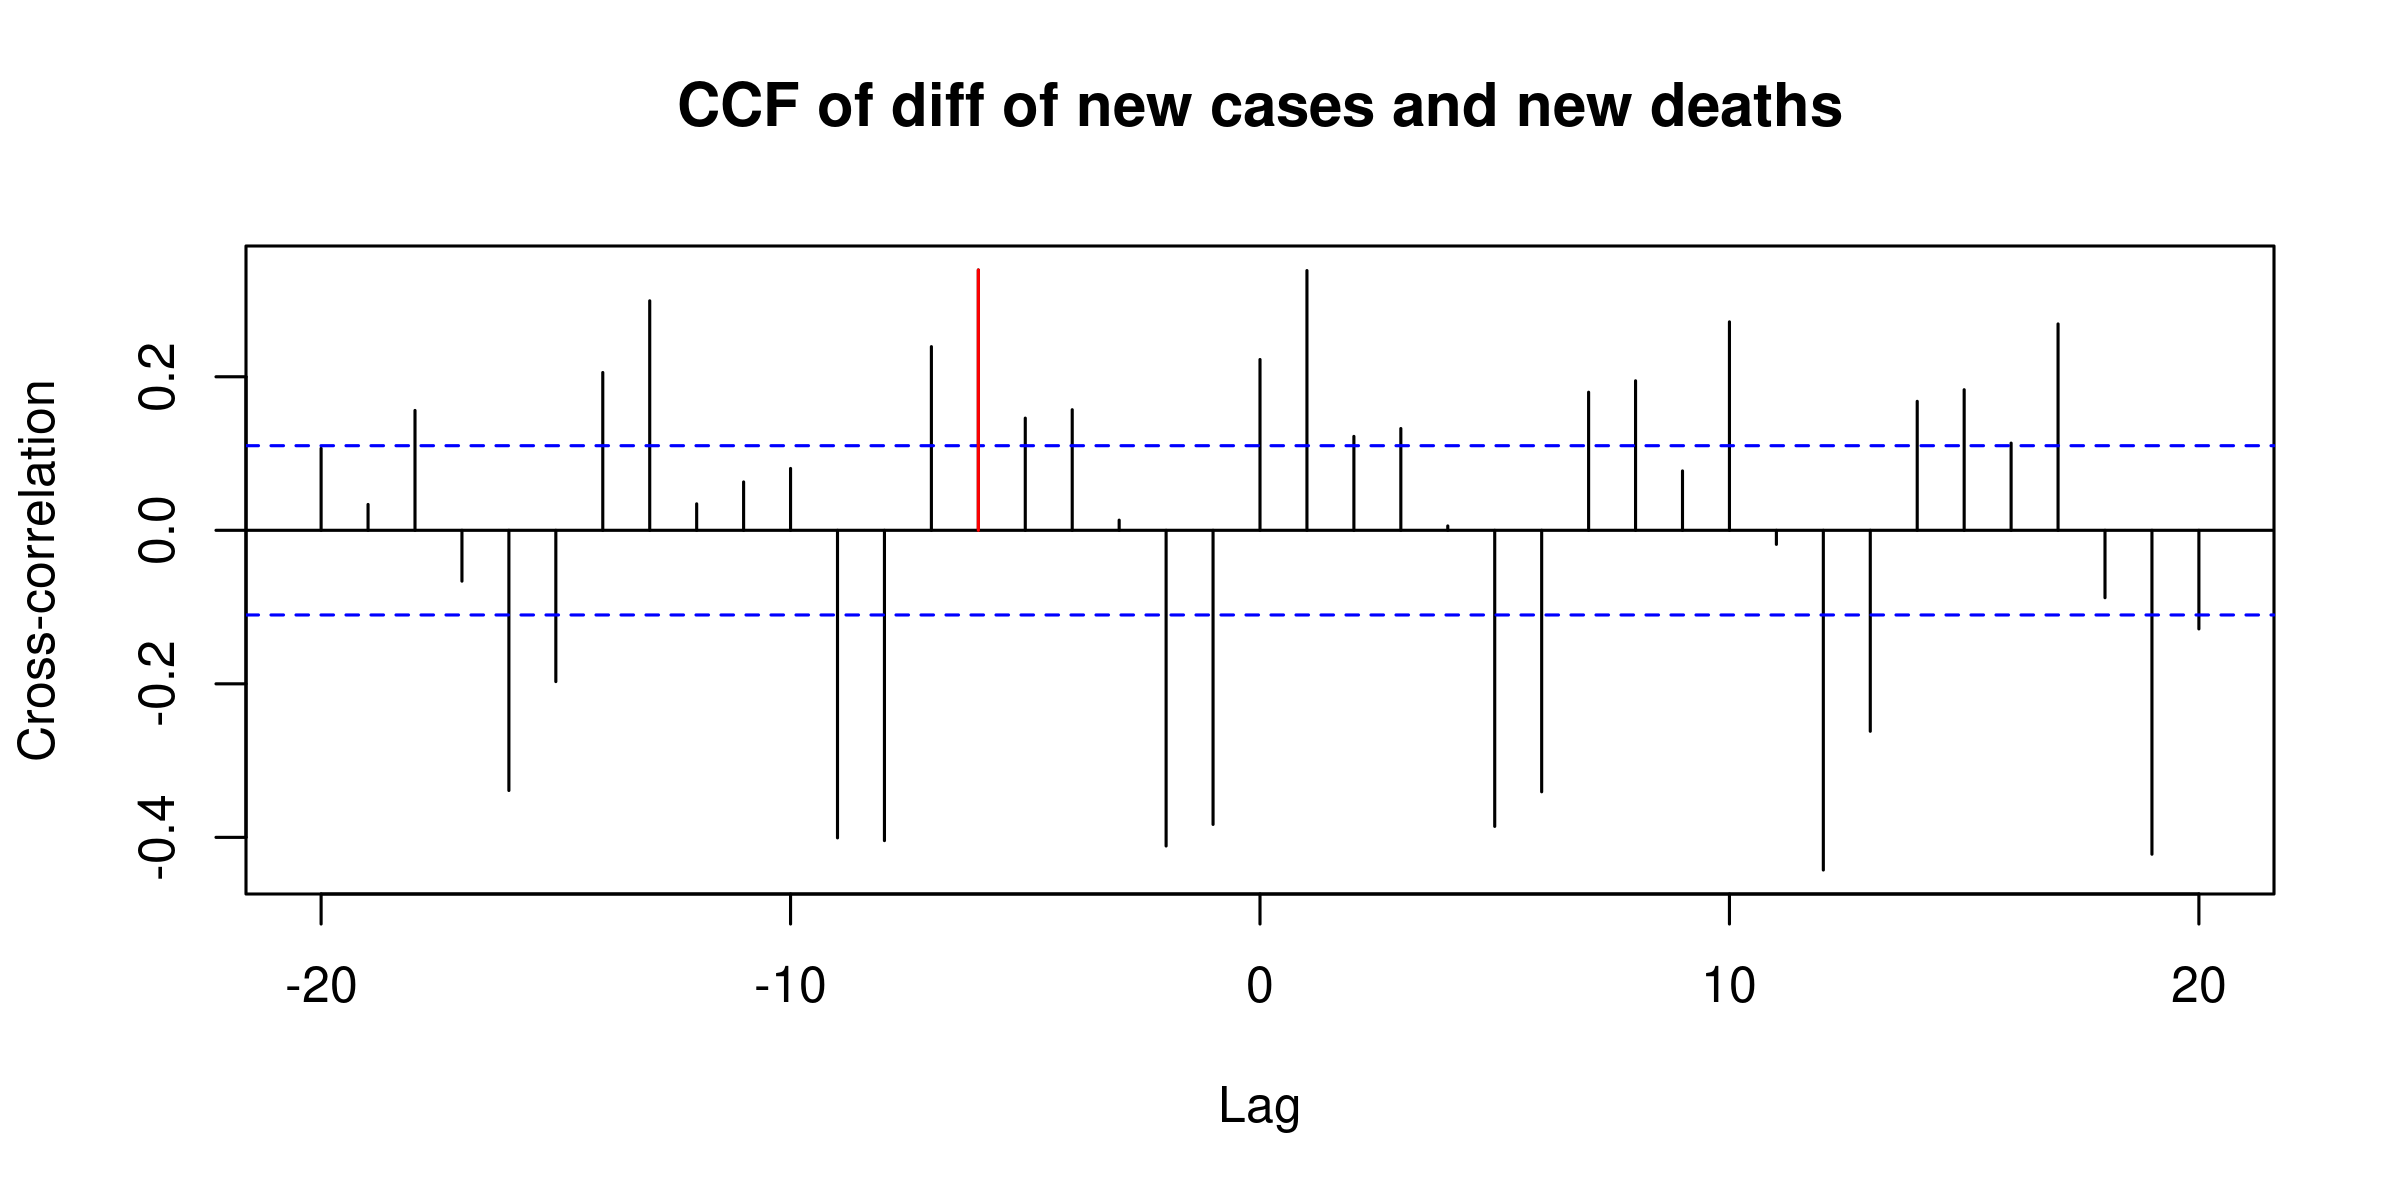 CCF of diff of new cases and new deaths
Cross-correlation
0.2
0.0
-0.2
-0.4
-20 -10 0 10 20
Lag